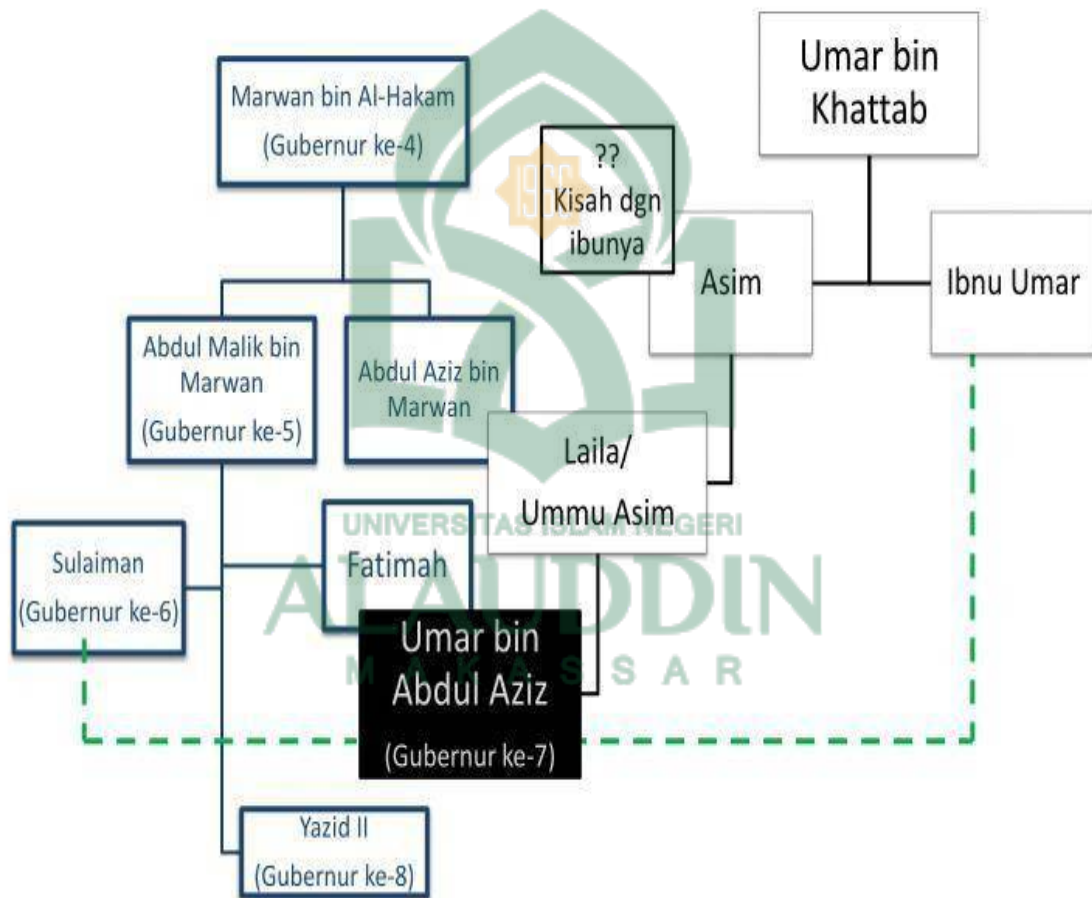 Umar bin
Khattab
Marwan bin Al-Hakam
(Gubernur ke-4)
??
Kisah dgn
ibunya
1965
Asim
Ibnu Umar
Abdul Malik bin
Marwan
(Gubernur ke-5)
Abdul Aziz bin
Marwan
Laila/
Ummu Asim
UNIVERSITAS ISLAM NEGERI
ALAUDDIN
MAKASSAR
Sulaiman
(Gubernur ke-6)
Fatimah
Umar bin
Abdul Aziz
(Gubernur ke-7)
Yazid II
(Gubernur ke-8)